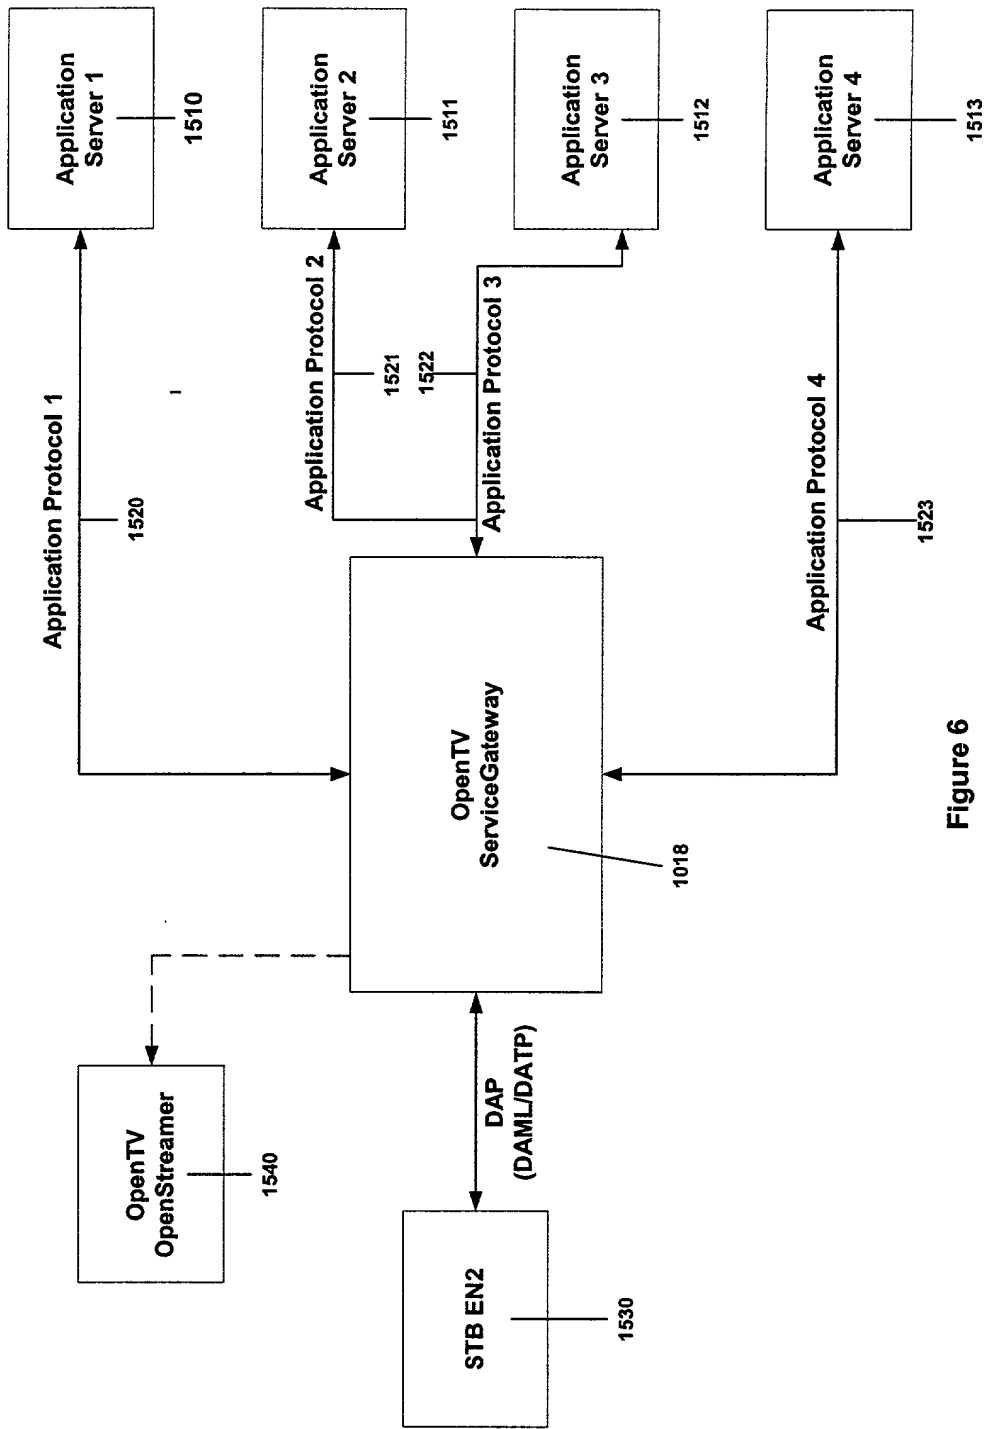 Application
Server 1
1510
Application
Server 2
1511
Application
Server 3
1512
Application
Server 4
1513
Application Protocol 1
1520
Application Protocol 2
1521
1522
Application Protocol 3
Application Protocol 4
1523
OpenTV
ServiceGateway
1018
OpenTV
OpenStreamer
1540
DAP
(DAML/DATP)
STB EN2
1530
Figure 6